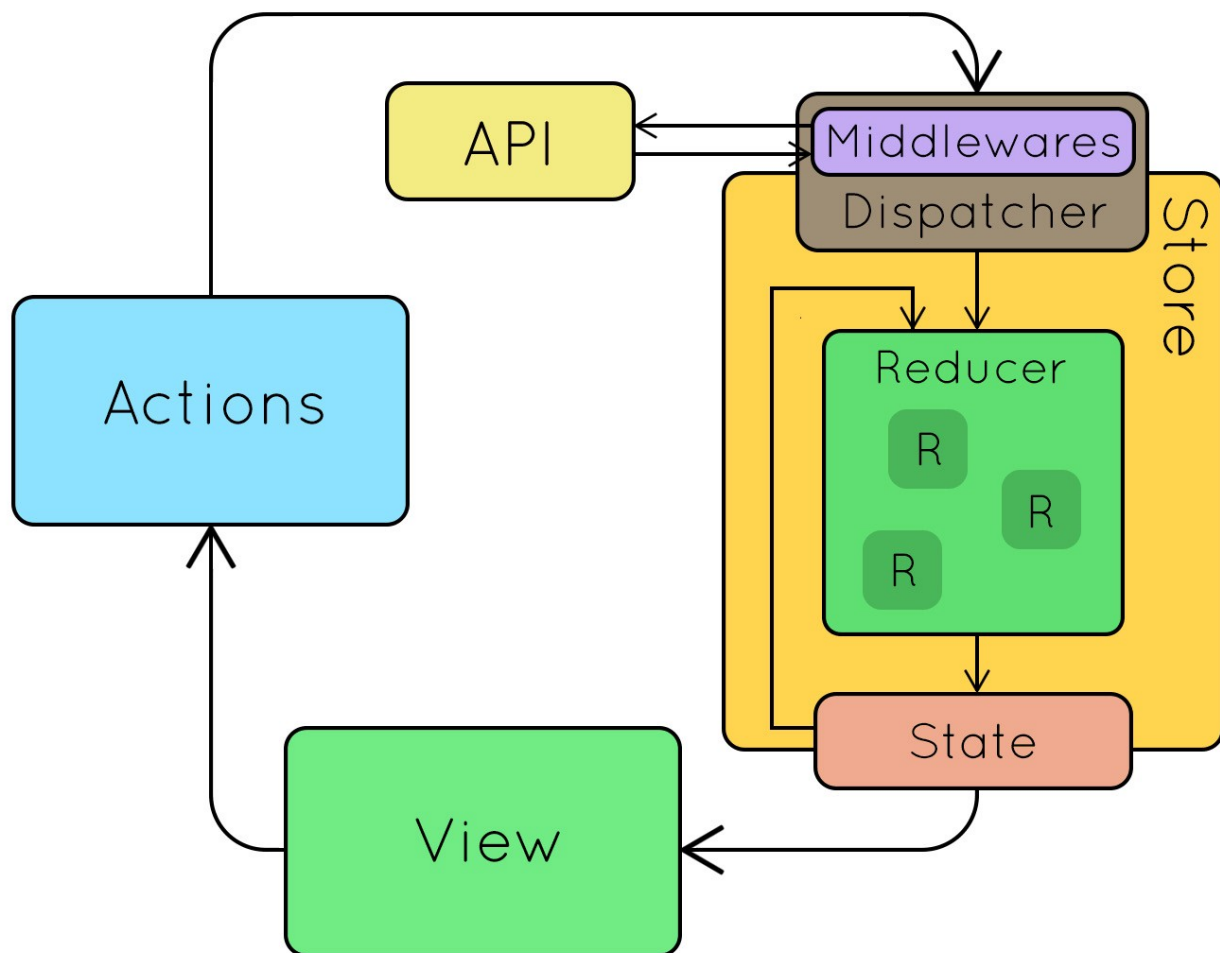 API
Middlewares
Dispatcher
Store
Actions
Reducer
R
R
R
State
View